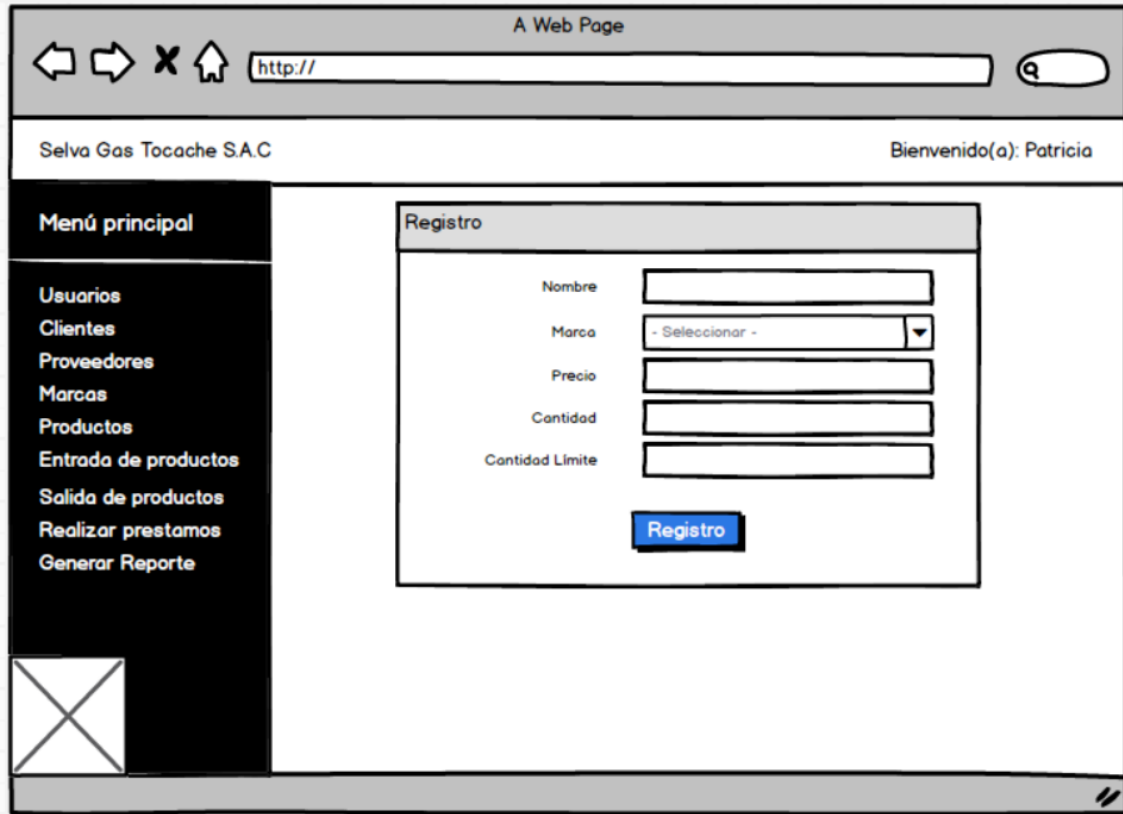 A Web Page
http://
Selva Gas Tocache S.A.C
Bienvenido(a): Patricia
Menú principal
Usuarios
Clientes
Proveedores
Marcas
Productos
Entrada de productos
Salida de productos
Realizar prestamos
Generar Reporte
Registro
Nombre
Marca
- Seleccionar -
Precio
Cantidad
Cantidad Límite
Registro